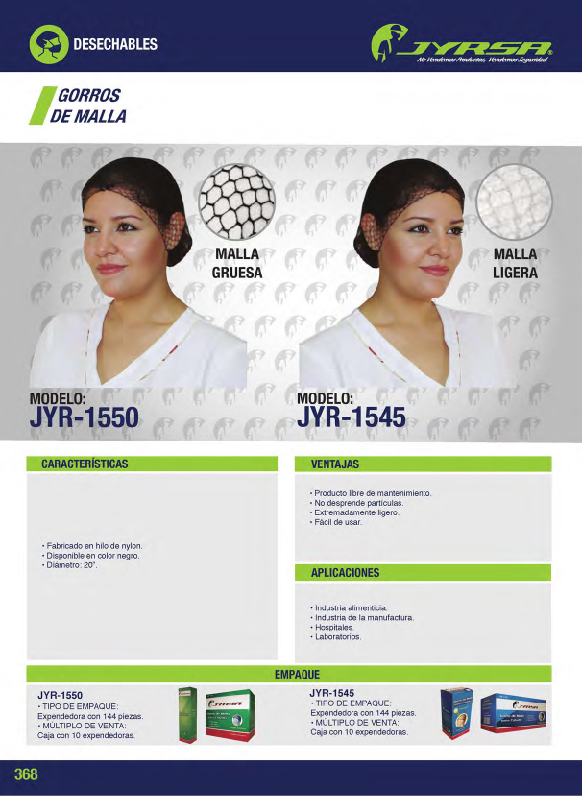 DESECHABLES
JYRSA®
No Vendemos Productos, Vendemos Seguridad
GORROS
DE MALLA
MALLA
GRUESA
MALLA
LIGERA
MODELO:
JYR-1550
MODELO:
JYR-1545
CARACTERÍSTICAS
• Fabricado en hilo de nylon.
• Disponible en color negro.
• Diámetro: 20".
VENTAJAS
• Producto libre de mantenimiento.
• No desprende partículas.
• Extremadamente ligero.
• Fácil de usar.
APLICACIONES
• Industria alimenticia.
• Industria de la manufactura.
• Hospitales.
• Laboratorios.
EMPAQUE
JYR-1550
• TIPO DE EMPAQUE:
Expendedora con 144 piezas.
• MÚLTIPLO DE VENTA:
Caja con 10 expendedoras.
JYR-1545
• TIPO DE EMPAQUE:
Expendedora con 144 piezas.
• MÚLTIPLO DE VENTA:
Caja con 10 expendedoras.
368